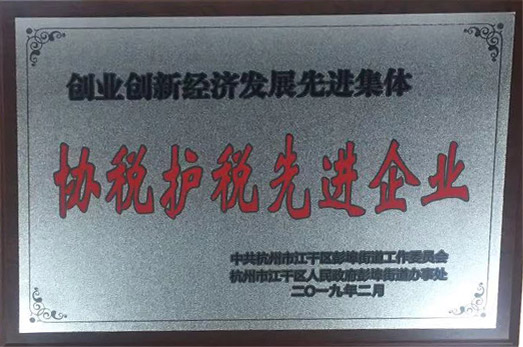 创业创新经济发展先进集体
协税护税先进企业
中共杭州市江干区彭埠街道工作委员会
杭州市江干区人民政府彭埠街道办事处
二〇一九年二月